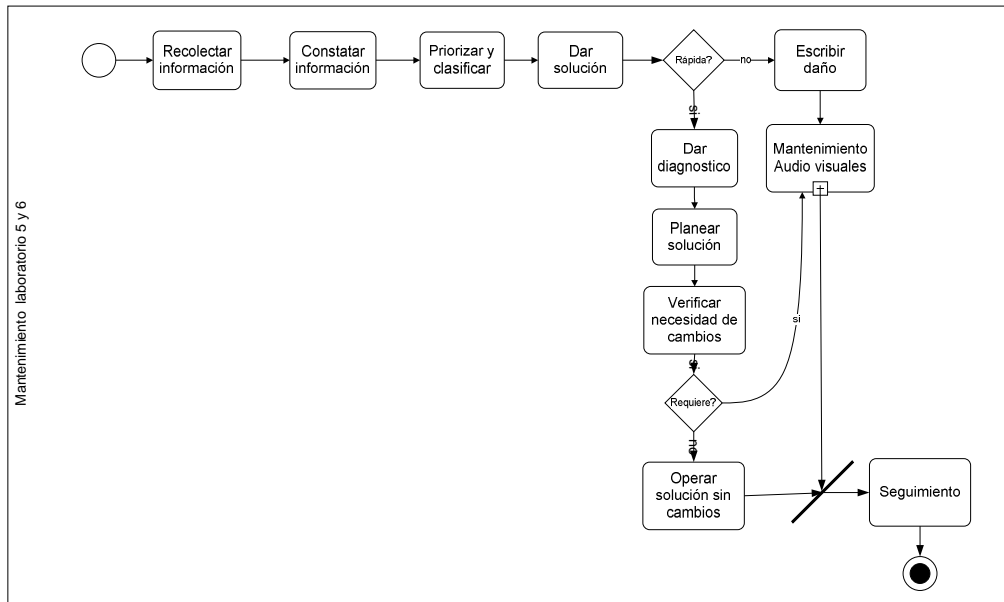 Mantenimiento laboratorio 5 y 6
Recolectar
información
Constatar
información
Priorizar y
clasificar
Dar
solución
Rápida?
no
Escribir
daño
si
Dar
diagnostico
Mantenimiento
Audio visuales
Planear
solución
Verificar
necesidad de
cambios
si
si
Requiere?
no
Operar
solución sin
cambios
Seguimiento